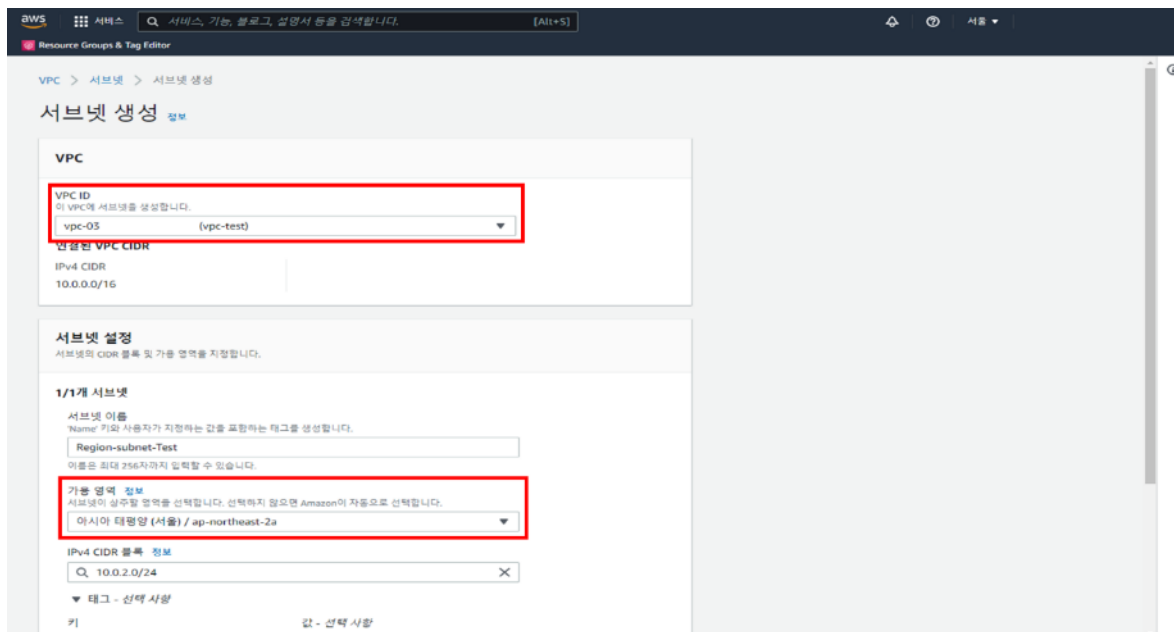 aws
서비스
서비스, 기능, 블로그, 설명서 등을 검색합니다.
[Alt+S]
서울
Resource Groups & Tag Editor
VPC > 서브넷 > 서브넷 생성
서브넷 생성 정보
VPC
VPC ID
이 VPC에 서브넷을 생성합니다.
vpc-03 (vpc-test)
연결된 VPC CIDR
IPv4 CIDR
10.0.0.0/16
서브넷 설정
서브넷의 CIDR 블록 및 가용 영역을 지정합니다.
1/1개 서브넷
서브넷 이름
'Name' 키와 사용자가 지정하는 값을 포함하는 태그를 생성합니다.
Region-subnet-Test
이름은 최대 256자까지 입력할 수 있습니다.
가용 영역 정보
서브넷이 상주할 영역을 선택합니다. 선택하지 않으면 Amazon이 자동으로 선택합니다.
아시아 태평양 (서울) / ap-northeast-2a
IPv4 CIDR 블록 정보
10.0.2.0/24
태그 - 선택 사항
키
값 - 선택 사항